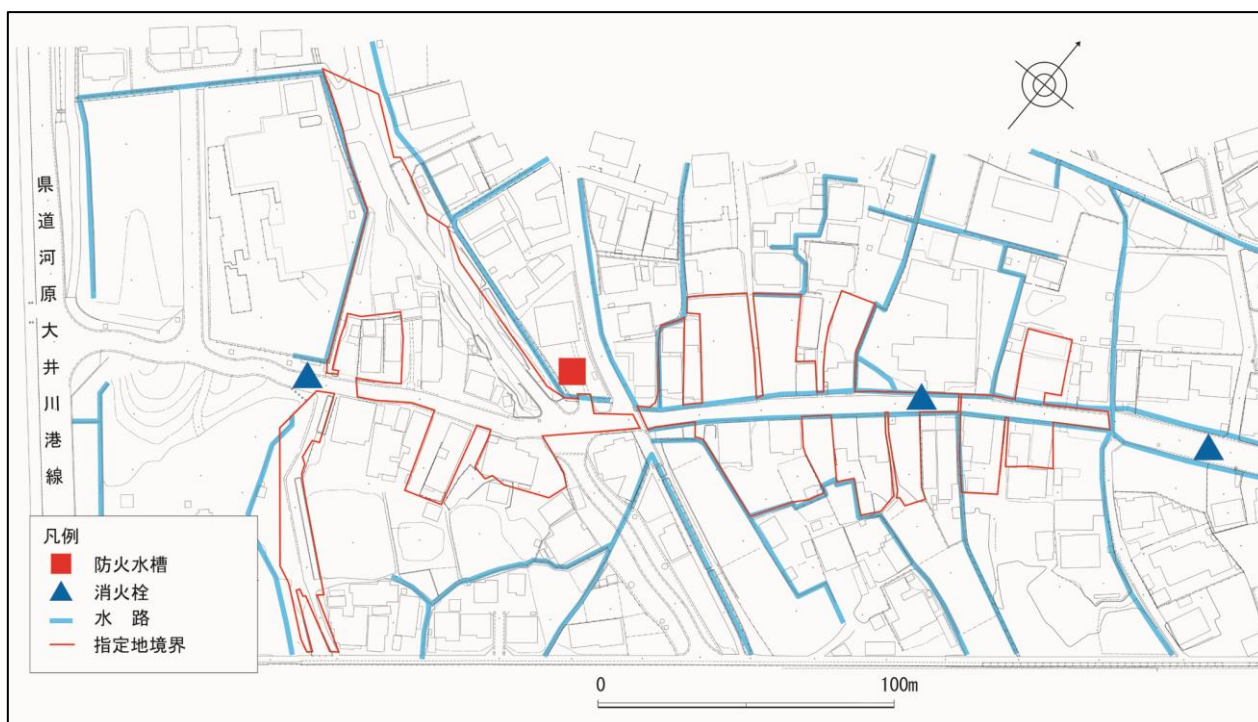 県道河原大井川港線
凡例
防火水槽
消火栓
水 路
指定地境界
0 100m